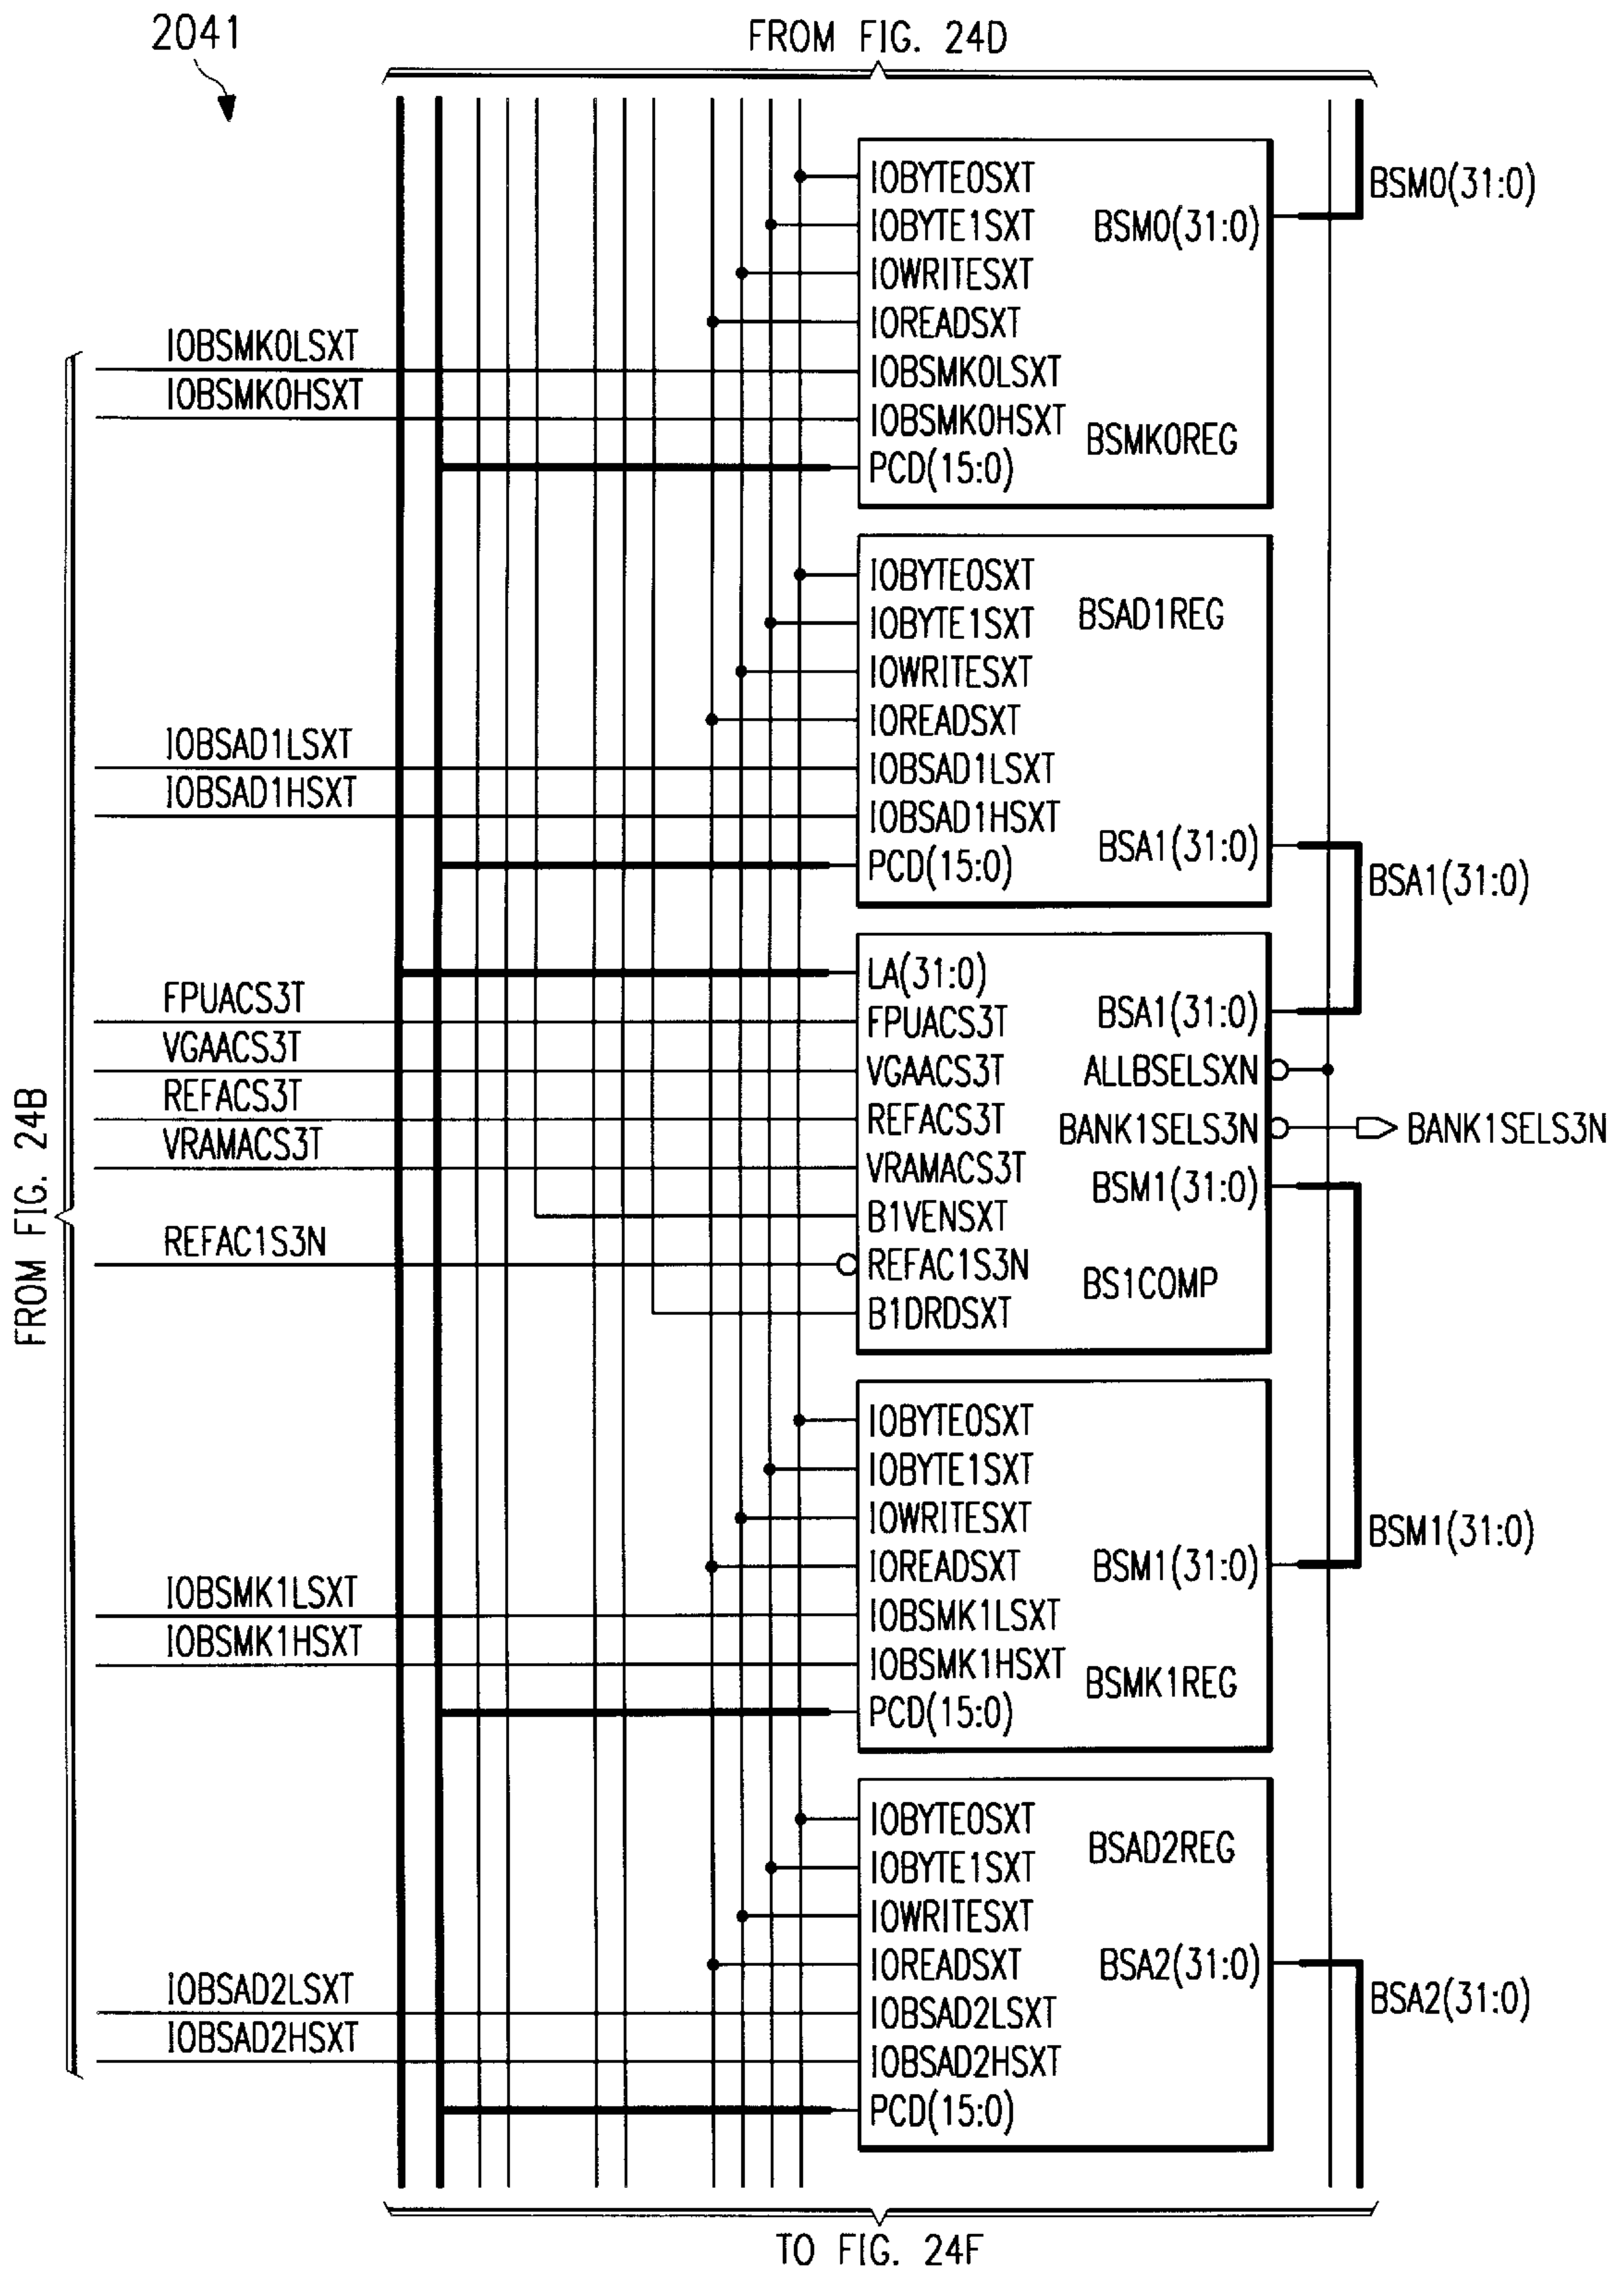 2041
FROM FIG. 24D
IOBYTE0SXT
IOBYTE1SXT
IOWRITESXT
IOREADSXT
IOBSMK0LSXT
IOBSMK0HSXT
PCD(15:0)
BSM0(31:0)
BSMK0REG
BSM0(31:0)
IOBSMK0LSXT
IOBSMK0HSXT
IOBYTE0SXT
IOBYTE1SXT
IOWRITESXT
IOREADSXT
IOBSAD1LSXT
IOBSAD1HSXT
PCD(15:0)
BSAD1REG
BSA1(31:0)
BSA1(31:0)
IOBSAD1LSXT
IOBSAD1HSXT
FROM FIG. 24B
LA(31:0)
FPUACS3T
VGAACS3T
REFACS3T
VRAMACS3T
B1VENSXT
REFAC1S3N
B1DRDSXT
BSA1(31:0)
ALLBSELSXN
BANK1SELS3N
BSM1(31:0)
BS1COMP
BANK1SELS3N
FPUACS3T
VGAACS3T
REFACS3T
VRAMACS3T
REFAC1S3N
IOBYTE0SXT
IOBYTE1SXT
IOWRITESXT
IOREADSXT
IOBSMK1LSXT
IOBSMK1HSXT
PCD(15:0)
BSM1(31:0)
BSMK1REG
BSM1(31:0)
IOBSMK1LSXT
IOBSMK1HSXT
IOBYTE0SXT
IOBYTE1SXT
IOWRITESXT
IOREADSXT
IOBSAD2LSXT
IOBSAD2HSXT
PCD(15:0)
BSAD2REG
BSA2(31:0)
BSA2(31:0)
IOBSAD2LSXT
IOBSAD2HSXT
TO FIG. 24F